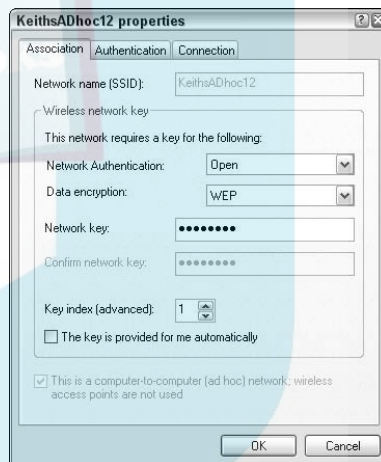 KeithsADhoc12 properties
Association Authentication Connection
Network name (SSID): KeithsADhoc12
Wireless network key
This network requires a key for the following:
Network Authentication: Open
Data encryption: WEP
Network key: ••••••••
Confirm network key: ••••••••
Key index (advanced): 1
The key is provided for me automatically
This is a computer-to-computer (ad hoc) network; wireless
access points are not used
OK Cancel